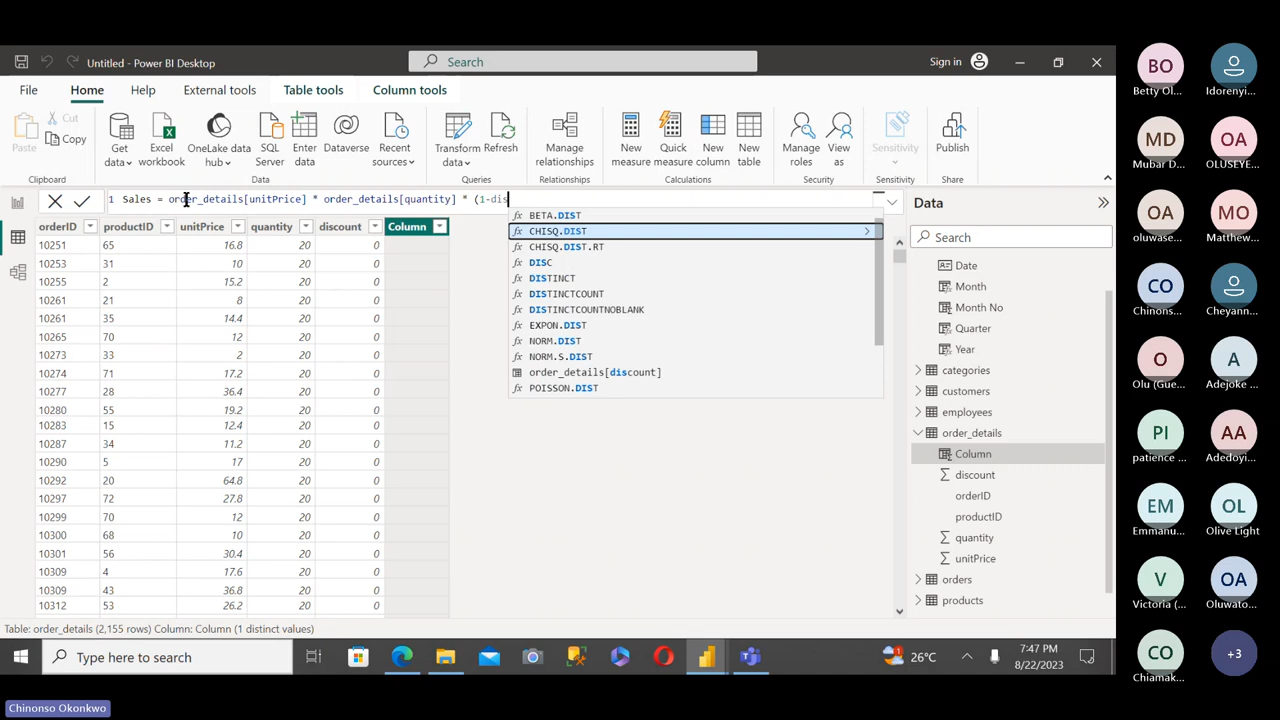 Untitled - Power BI Desktop
Search
Sign in
File
Home
Help
External tools
Table tools
Column tools
Paste
Cut
Copy
Get data
Excel workbook
OneLake data hub
SQL Server
Enter data
Dataverse
Recent sources
Transform data
Refresh
Manage relationships
New measure
Quick measure
New column
New table
Manage roles
View as
Sensitivity
Publish
Clipboard
Data
Queries
Relationships
Calculations
Security
Sensitivity
Share
1 Sales = order_details[unitPrice] * order_details[quantity] * (1-dis
BETA.DIST
CHISQ.DIST
CHISQ.DIST.RT
DISC
DISTINCT
DISTINCTCOUNT
DISTINCTCOUNTNOBLANK
EXPON.DIST
NORM.DIST
NORM.S.DIST
order_details[discount]
POISSON.DIST
orderID productID unitPrice quantity discount Column
10251 65 16.8 20 0
10253 31 10 20 0
10255 2 15.2 20 0
10261 21 8 20 0
10261 35 14.4 20 0
10265 70 12 20 0
10273 33 2 20 0
10274 71 17.2 20 0
10277 28 36.4 20 0
10280 55 19.2 20 0
10283 15 12.4 20 0
10287 34 11.2 20 0
10290 5 17 20 0
10292 20 64.8 20 0
10297 72 27.8 20 0
10299 70 12 20 0
10300 68 10 20 0
10301 56 30.4 20 0
10309 4 17.6 20 0
10309 43 36.8 20 0
10312 53 26.2 20 0
Table: order_details (2,155 rows) Column: Column (1 distinct values)
Data
Search
Date
Month
Month No
Quarter
Year
categories
customers
employees
order_details
Column
discount
orderID
productID
quantity
unitPrice
orders
products
Type here to search
26°C
7:47 PM
8/22/2023
Chinonso Okonkwo
BO
Betty Ol...
Idorenyi...
MD
Mubar D...
OA
OLUSEYE...
OA
oluwase...
MO
Matthew...
CO
Chinons...
Cheyann...
O
Olu (Gue...
A
Adejoke ...
PI
patience ...
AA
Adedoyi...
EM
Emmanu...
OL
Olive Light
V
Victoria (...
OA
Oluwato...
CO
Chiamak...
+3